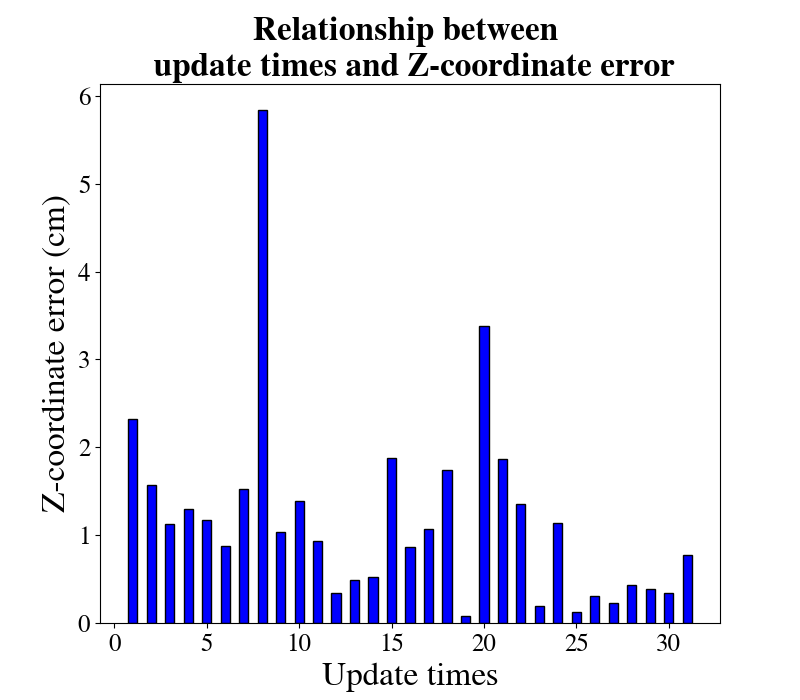 Relationship between
update times and Z-coordinate error
6
5
4
3
2
1
0
Z-coordinate error (cm)
0 5 10 15 20 25 30
Update times